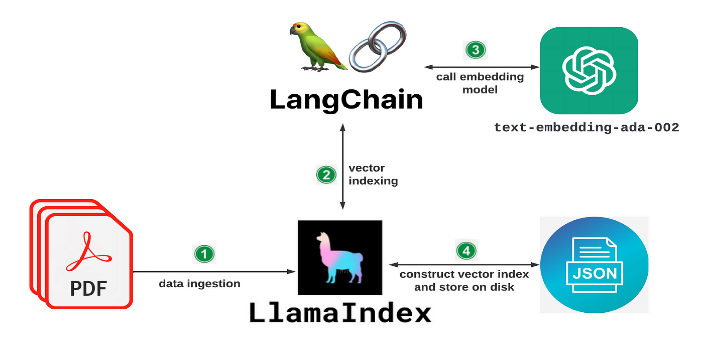 3
call embedding
model
LangChain
text-embedding-ada-002
2
vector
indexing
1
data ingestion
PDF
4
construct vector index
and store on disk
JSON
LlamaIndex